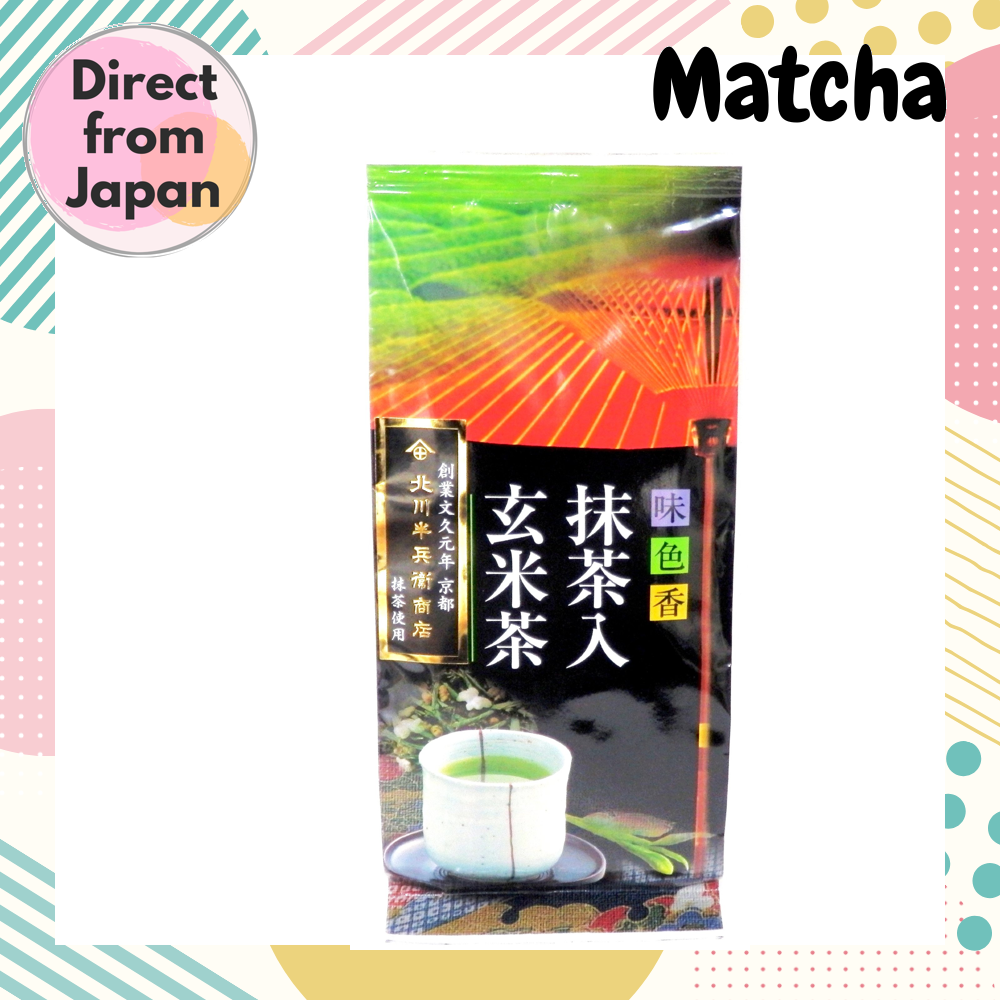 Direct
from
Japan
Matcha
味
色
香
抹茶入
玄米茶
創業文久元年 京都
北川半兵衞商店
抹茶使用